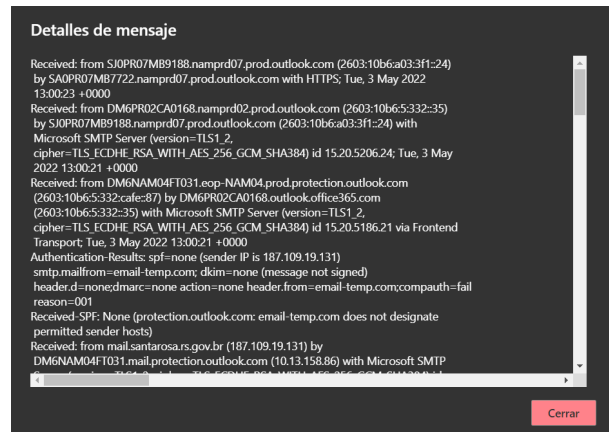 Detalles de mensaje
Received: from SJ0PR07MB9188.namprd07.prod.outlook.com (2603:10b6:a03:3f1::24)
by SA0PR07MB7722.namprd07.prod.outlook.com with HTTPS; Tue, 3 May 2022
13:00:23 +0000
Received: from DM6PR02CA0168.namprd02.prod.outlook.com (2603:10b6:5:332::35)
by SJ0PR07MB9188.namprd07.prod.outlook.com (2603:10b6:a03:3f1::24) with
Microsoft SMTP Server (version=TLS1_2,
cipher=TLS_ECDHE_RSA_WITH_AES_256_GCM_SHA384) id 15.20.5206.24; Tue, 3 May
2022 13:00:21 +0000
Received: from DM6NAM04FT031.eop-NAM04.prod.protection.outlook.com
(2603:10b6:5:332:cafe::87) by DM6PR02CA0168.outlook.office365.com
(2603:10b6:5:332::35) with Microsoft SMTP Server (version=TLS1_2,
cipher=TLS_ECDHE_RSA_WITH_AES_256_GCM_SHA384) id 15.20.5186.21 via Frontend
Transport; Tue, 3 May 2022 13:00:21 +0000
Authentication-Results: spf=none (sender IP is 187.109.19.131)
smtp.mailfrom=email-temp.com; dkim=none (message not signed)
header.d=none;dmarc=none action=none header.from=email-temp.com;compauth=fail
reason=001
Received-SPF: None (protection.outlook.com: email-temp.com does not designate
permitted sender hosts)
Received: from mail.santarosa.rs.gov.br (187.109.19.131) by
DM6NAM04FT031.mail.protection.outlook.com (10.13.158.86) with Microsoft SMTP
Cerrar